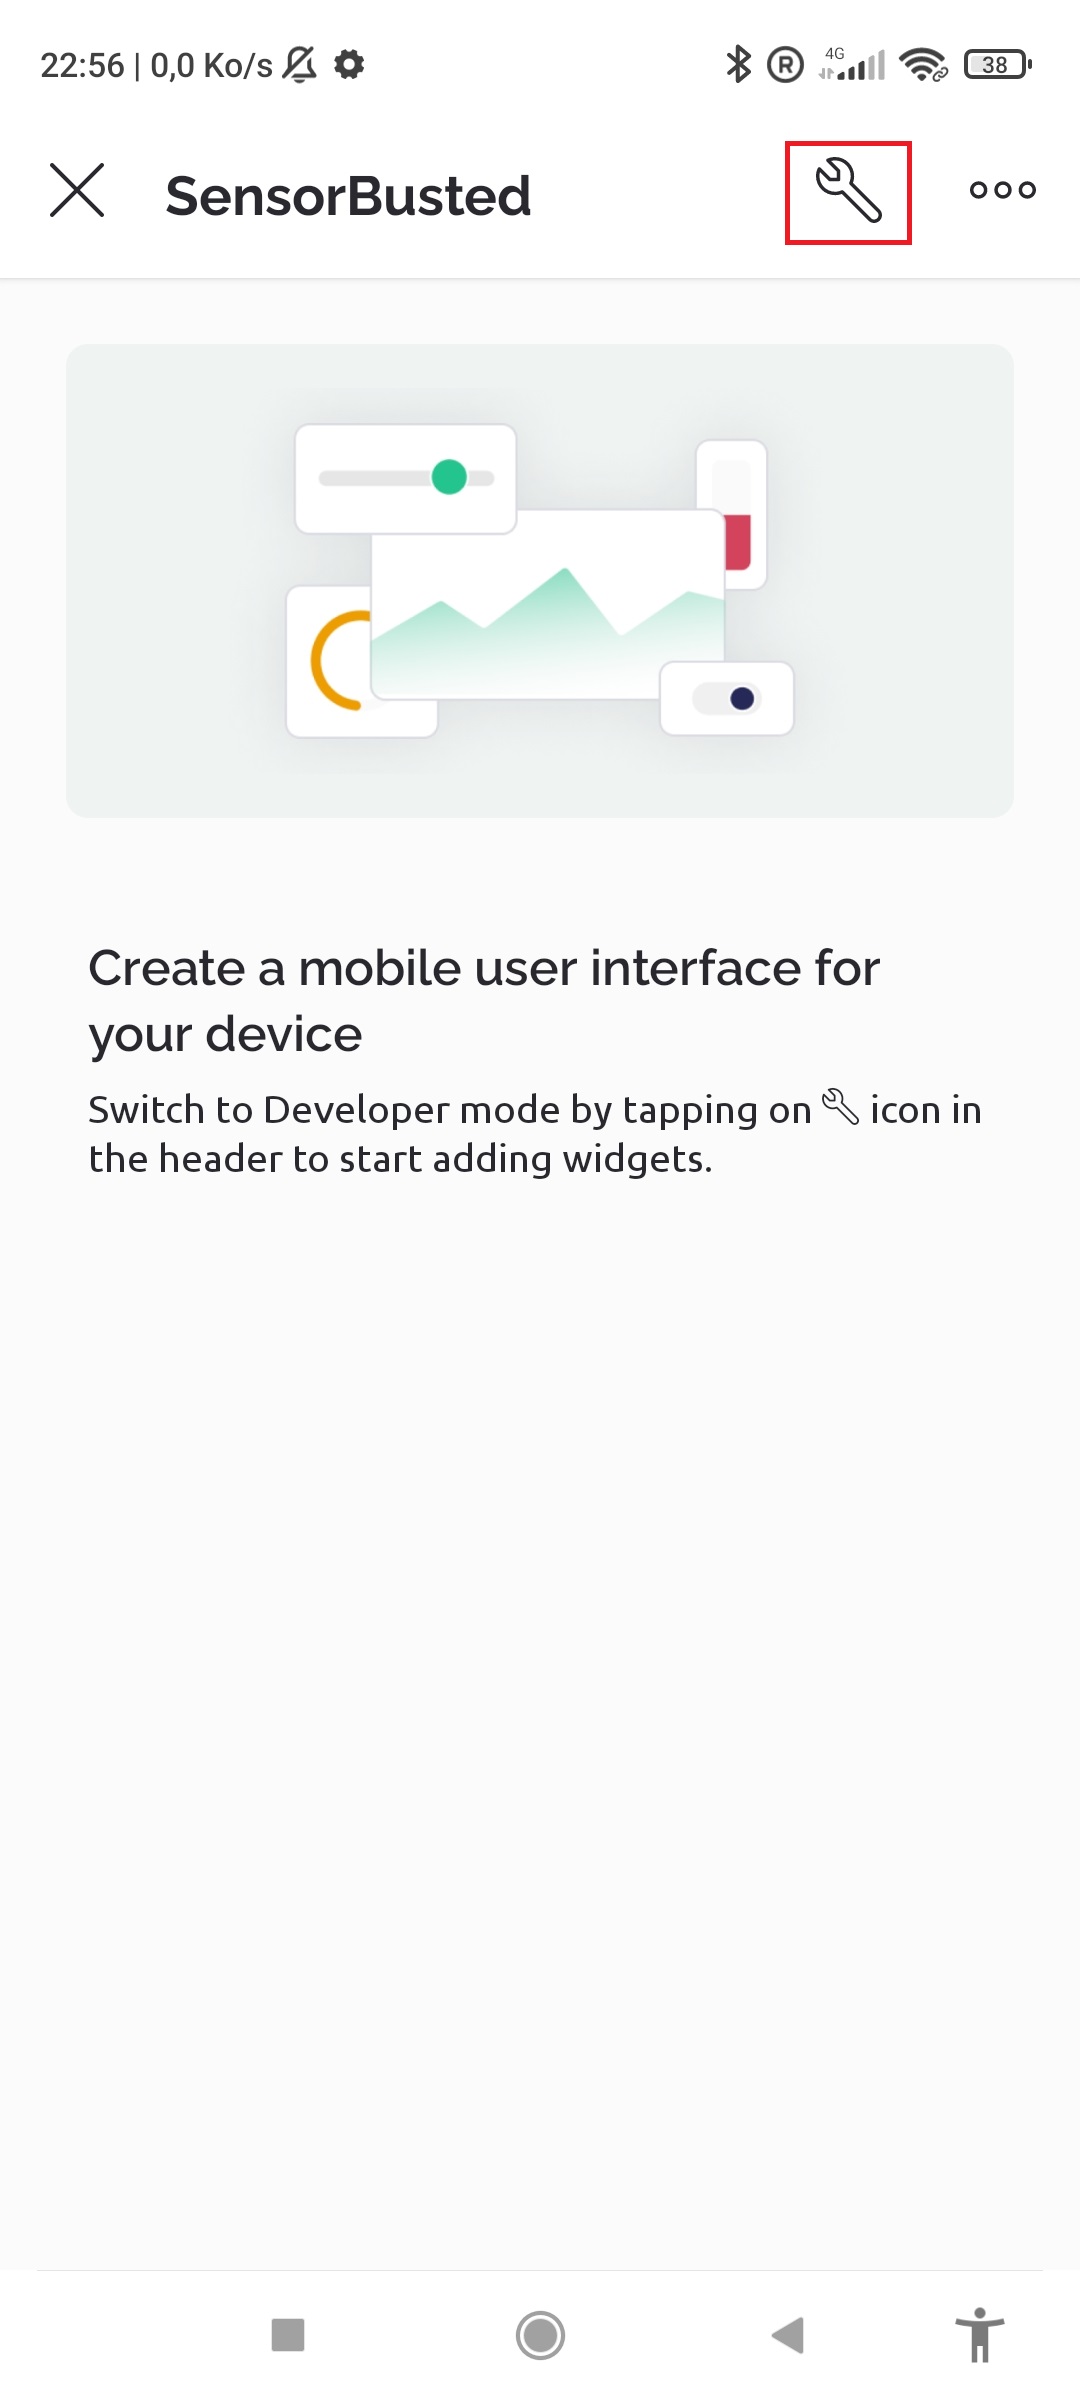 22:56 | 0,0 Ko/s ® 4G 38
SensorBusted
Create a mobile user interface for
your device
Switch to Developer mode by tapping on icon in
the header to start adding widgets.